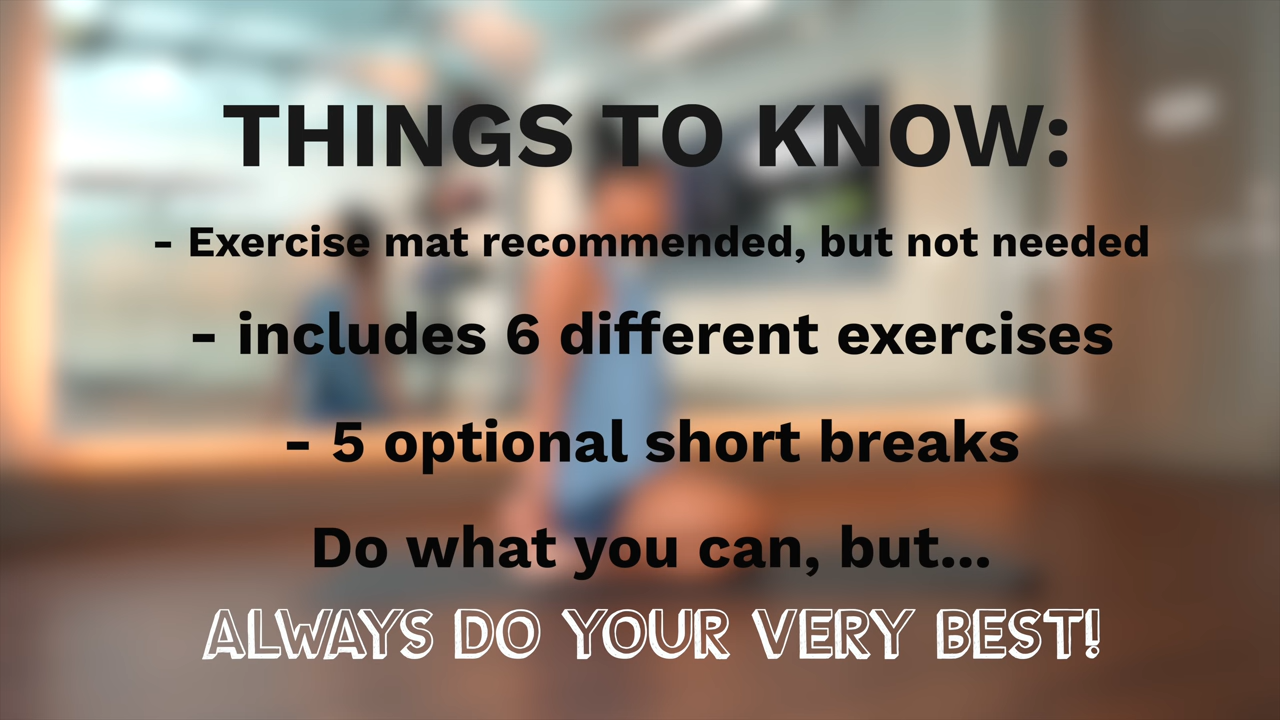 THINGS TO KNOW:
- Exercise mat recommended, but not needed
- includes 6 different exercises
- 5 optional short breaks
Do what you can, but...
ALWAYS DO YOUR VERY BEST!